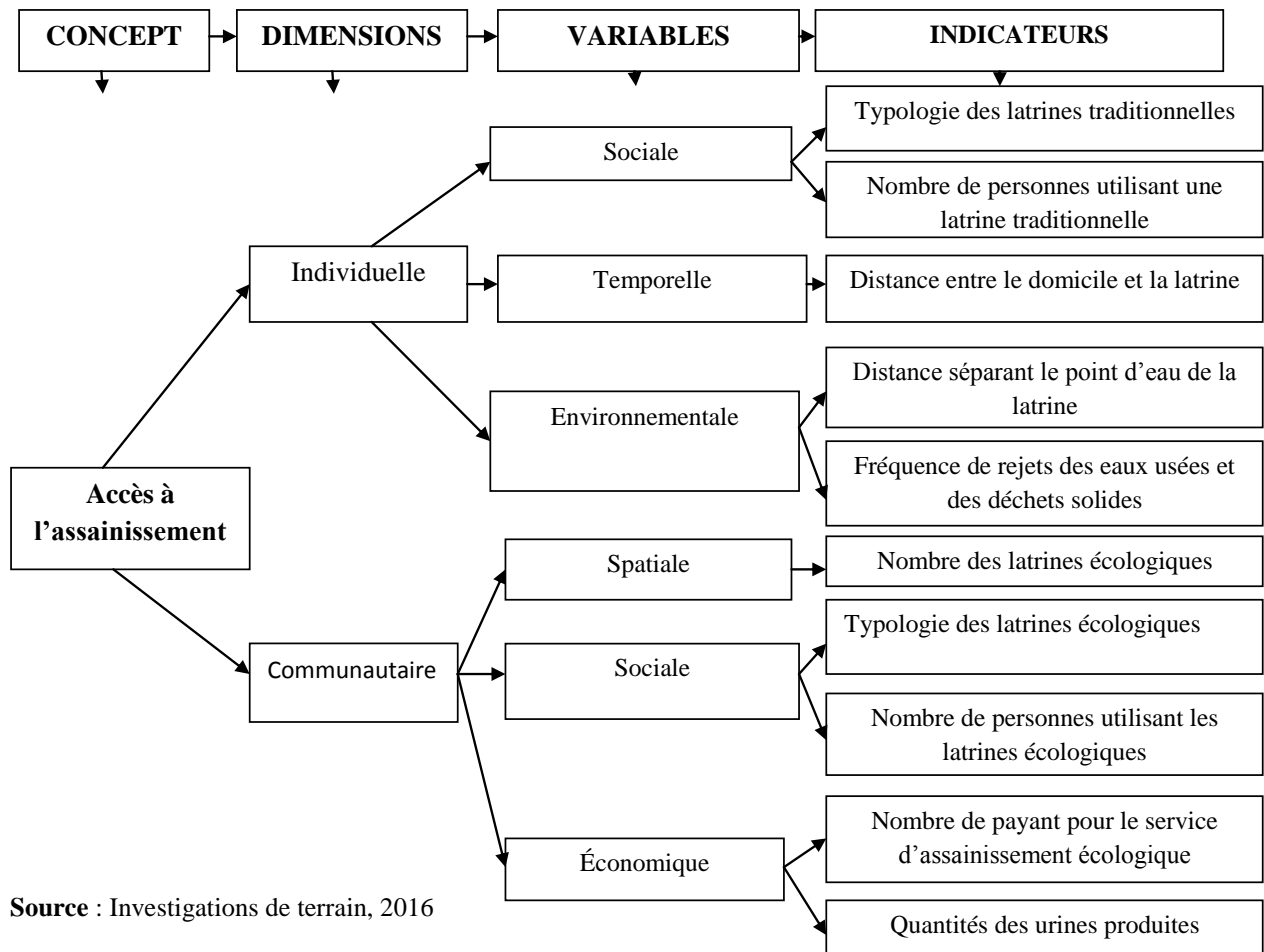 CONCEPT
DIMENSIONS
VARIABLES
INDICATEURS
Typologie des latrines traditionnelles
Sociale
Nombre de personnes utilisant une
latrine traditionnelle
Individuelle
Temporelle
Distance entre le domicile et la latrine
Distance séparant le point d’eau de la
latrine
Environnementale
Fréquence de rejets des eaux usées et
des déchets solides
Accès à
l’assainissement
Spatiale
Nombre des latrines écologiques
Typologie des latrines écologiques
Communautaire
Sociale
Nombre de personnes utilisant les
latrines écologiques
Nombre de payant pour le service
d’assainissement écologique
Économique
Quantités des urines produites
Source : Investigations de terrain, 2016